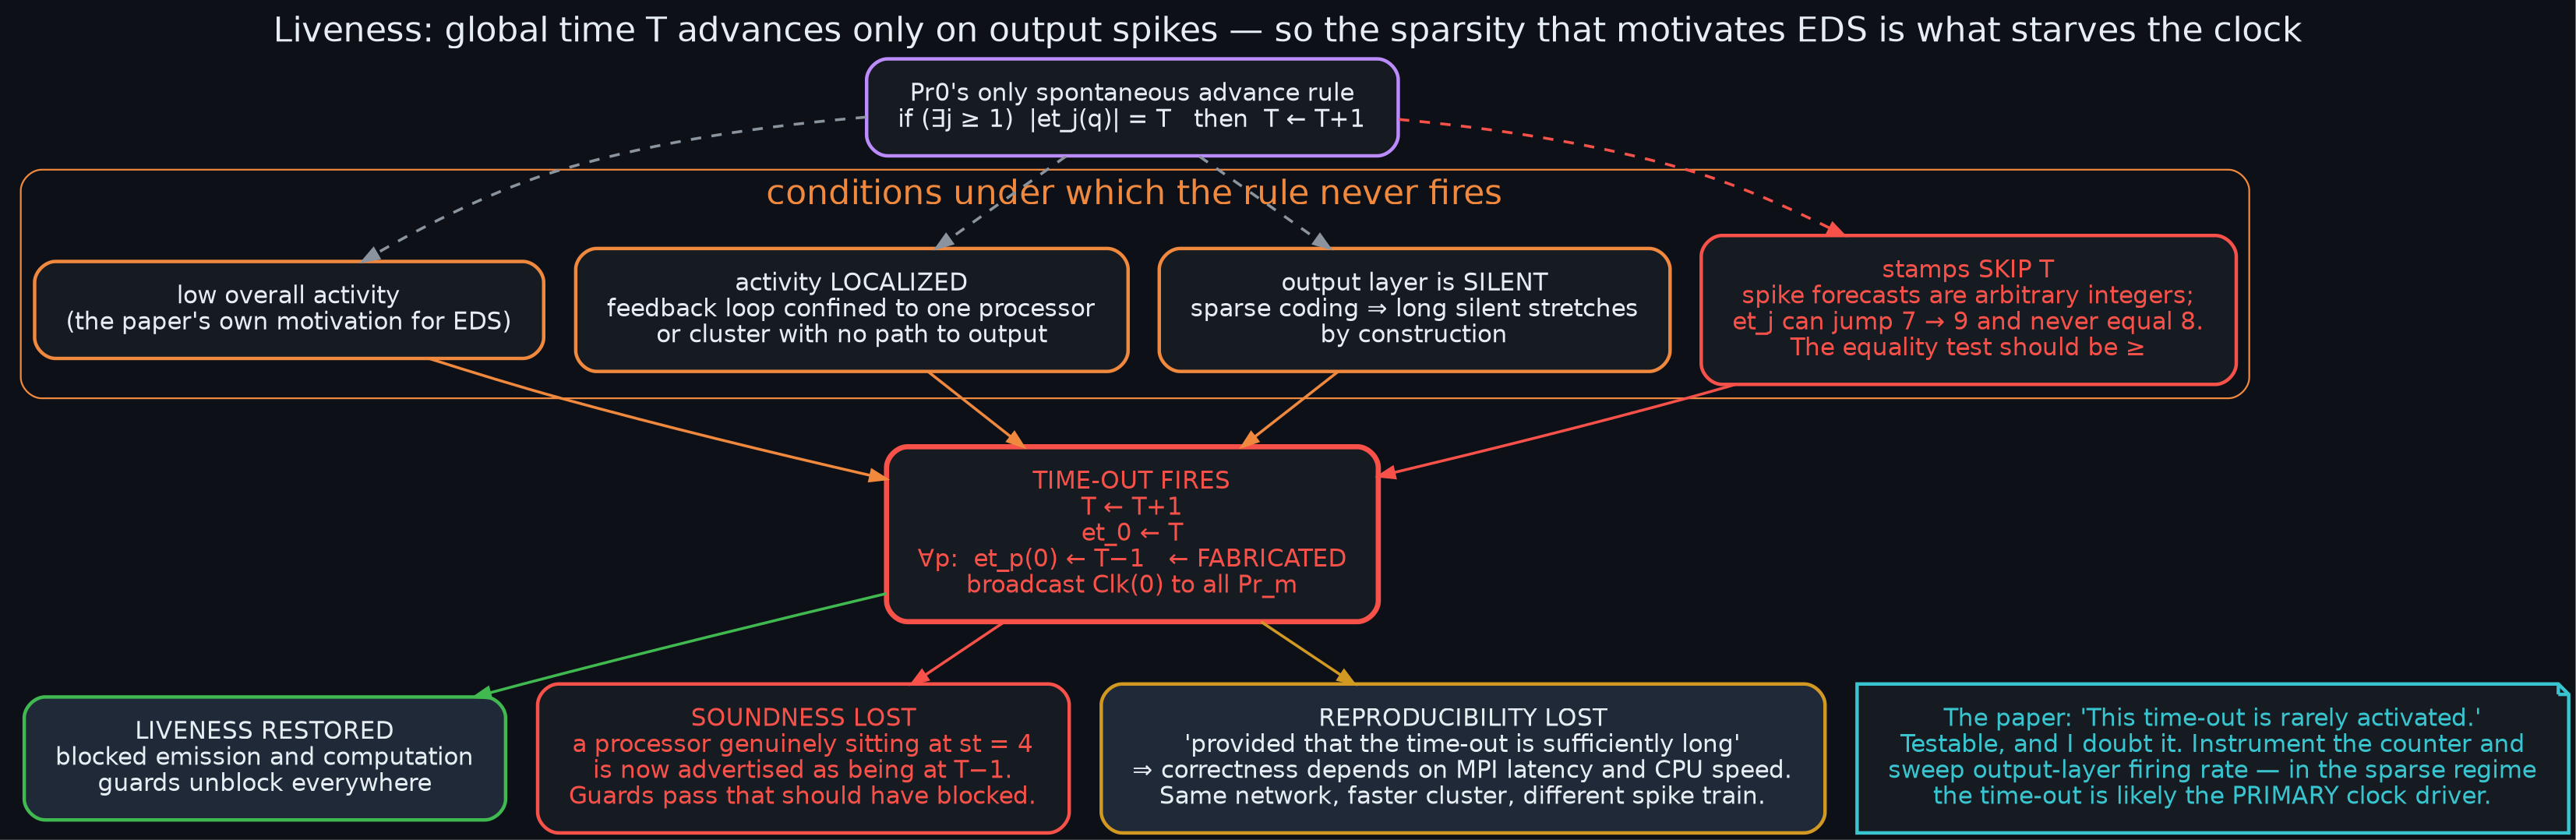 Liveness: global time T advances only on output spikes — so the sparsity that motivates EDS is what starves the clock
Pr0's only spontaneous advance rule
if (∃j ≥ 1)  |et_j(q)| = T   then  T ← T+1
conditions under which the rule never fires
low overall activity
(the paper's own motivation for EDS)
activity LOCALIZED
feedback loop confined to one processor
or cluster with no path to output
output layer is SILENT
sparse coding ⇒ long silent stretches
by construction
stamps SKIP T
spike forecasts are arbitrary integers;
et_j can jump 7 → 9 and never equal 8.
The equality test should be ≥
TIME-OUT FIRES
T ← T+1
et_0 ← T
∀p:  et_p(0) ← T−1   ← FABRICATED
broadcast Clk(0) to all Pr_m
LIVENESS RESTORED
blocked emission and computation
guards unblock everywhere
SOUNDNESS LOST
a processor genuinely sitting at st = 4
is now advertised as being at T−1.
Guards pass that should have blocked.
REPRODUCIBILITY LOST
'provided that the time-out is sufficiently long'
⇒ correctness depends on MPI latency and CPU speed.
Same network, faster cluster, different spike train.
The paper: 'This time-out is rarely activated.'
Testable, and I doubt it. Instrument the counter and
sweep output-layer firing rate — in the sparse regime
the time-out is likely the PRIMARY clock driver.